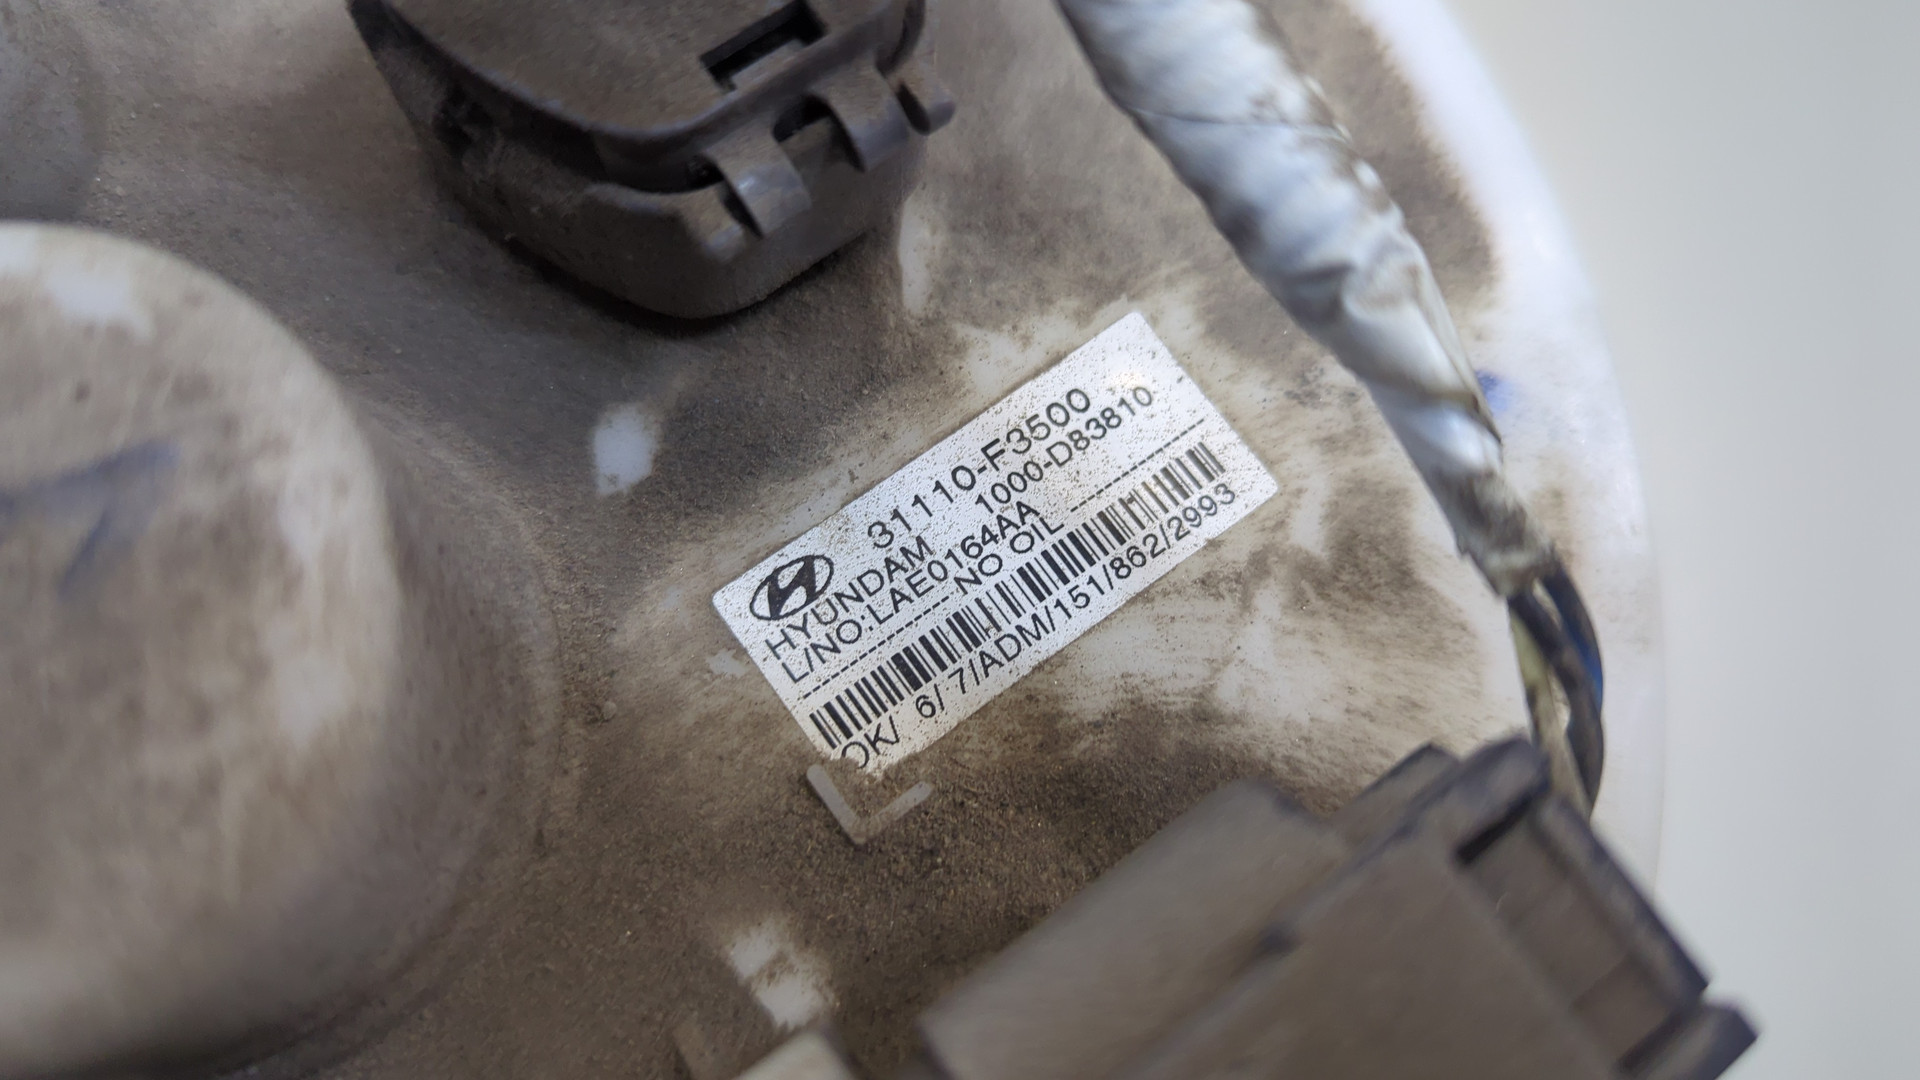 31110-F3500
HYUNDAM 1000-D83810
L/NO:LAE0164AA
NO OIL
OK/ 6/ 7/ADM/151/862/2993